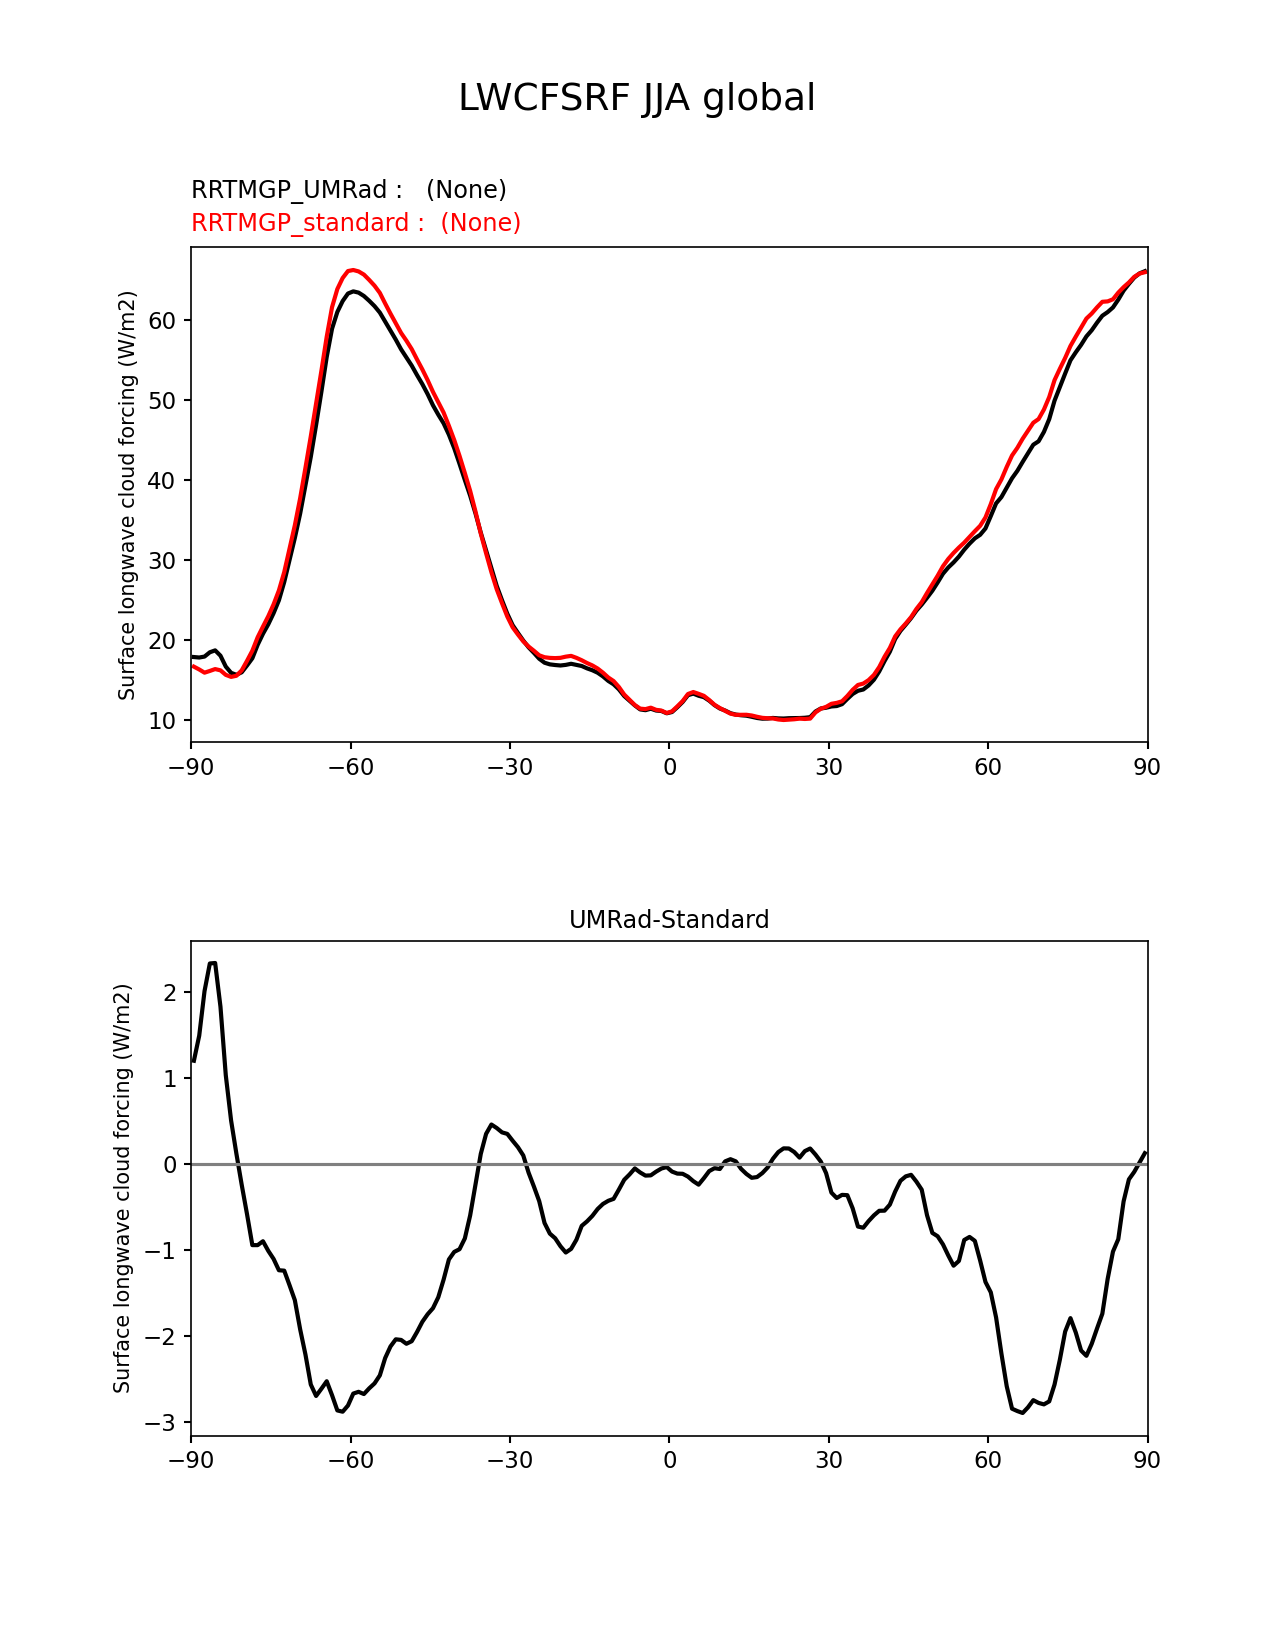 LWCFSRF JJA global
RRTMGP_UMRad :   (None)
RRTMGP_standard :  (None)
Surface longwave cloud forcing (W/m2)
60
50
40
30
20
10
−90 −60 −30 0 30 60 90
UMRad-Standard
Surface longwave cloud forcing (W/m2)
2
1
0
−1
−2
−3
−90 −60 −30 0 30 60 90